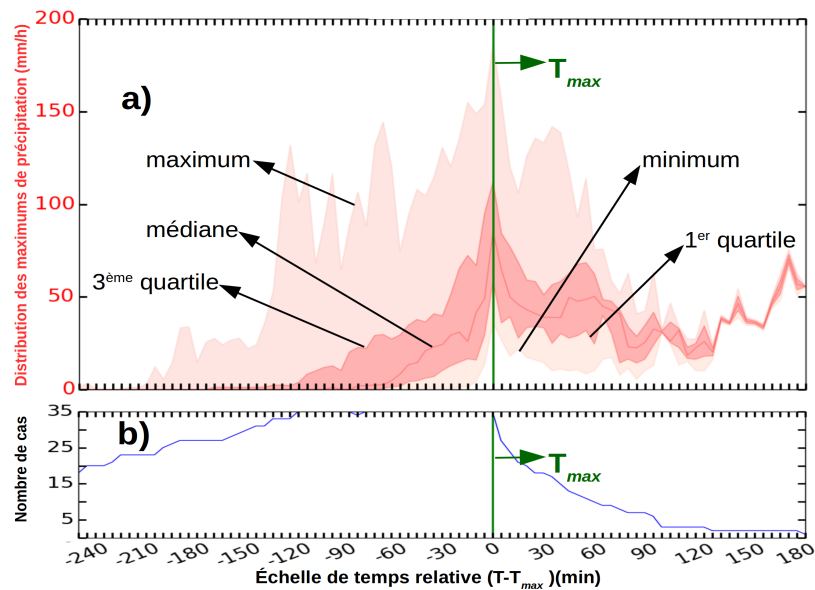 200
150
100
50
0
Distribution des maximums de précipitation (mm/h)
a)
T max
maximum
minimum
médiane
1er quartile
3ème quartile
35
25
15
5
Nombre de cas
b)
T max
-240 -210 -180 -150 -120 -90 -60 -30 0 30 60 90 120 150 180
Échelle de temps relative (T-Tmax )(min)